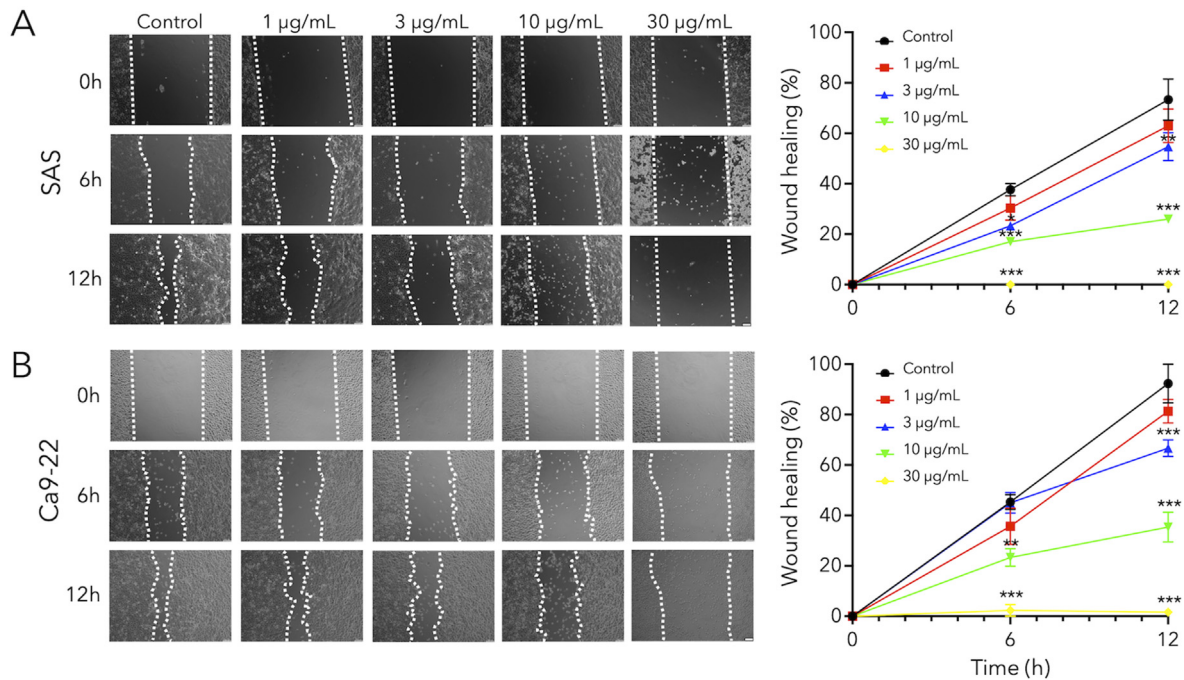 A
Control
1 µg/mL
3 µg/mL
10 µg/mL
30 µg/mL
SAS
0h
6h
12h
Wound healing (%)
100
80
60
40
20
0
Control
1 µg/mL
3 µg/mL
10 µg/mL
30 µg/mL
**
***
***
*
***
***
0
6
12
B
Ca9-22
0h
6h
12h
Wound healing (%)
100
80
60
40
20
0
Control
1 µg/mL
3 µg/mL
10 µg/mL
30 µg/mL
***
***
**
***
***
0
6
12
Time (h)